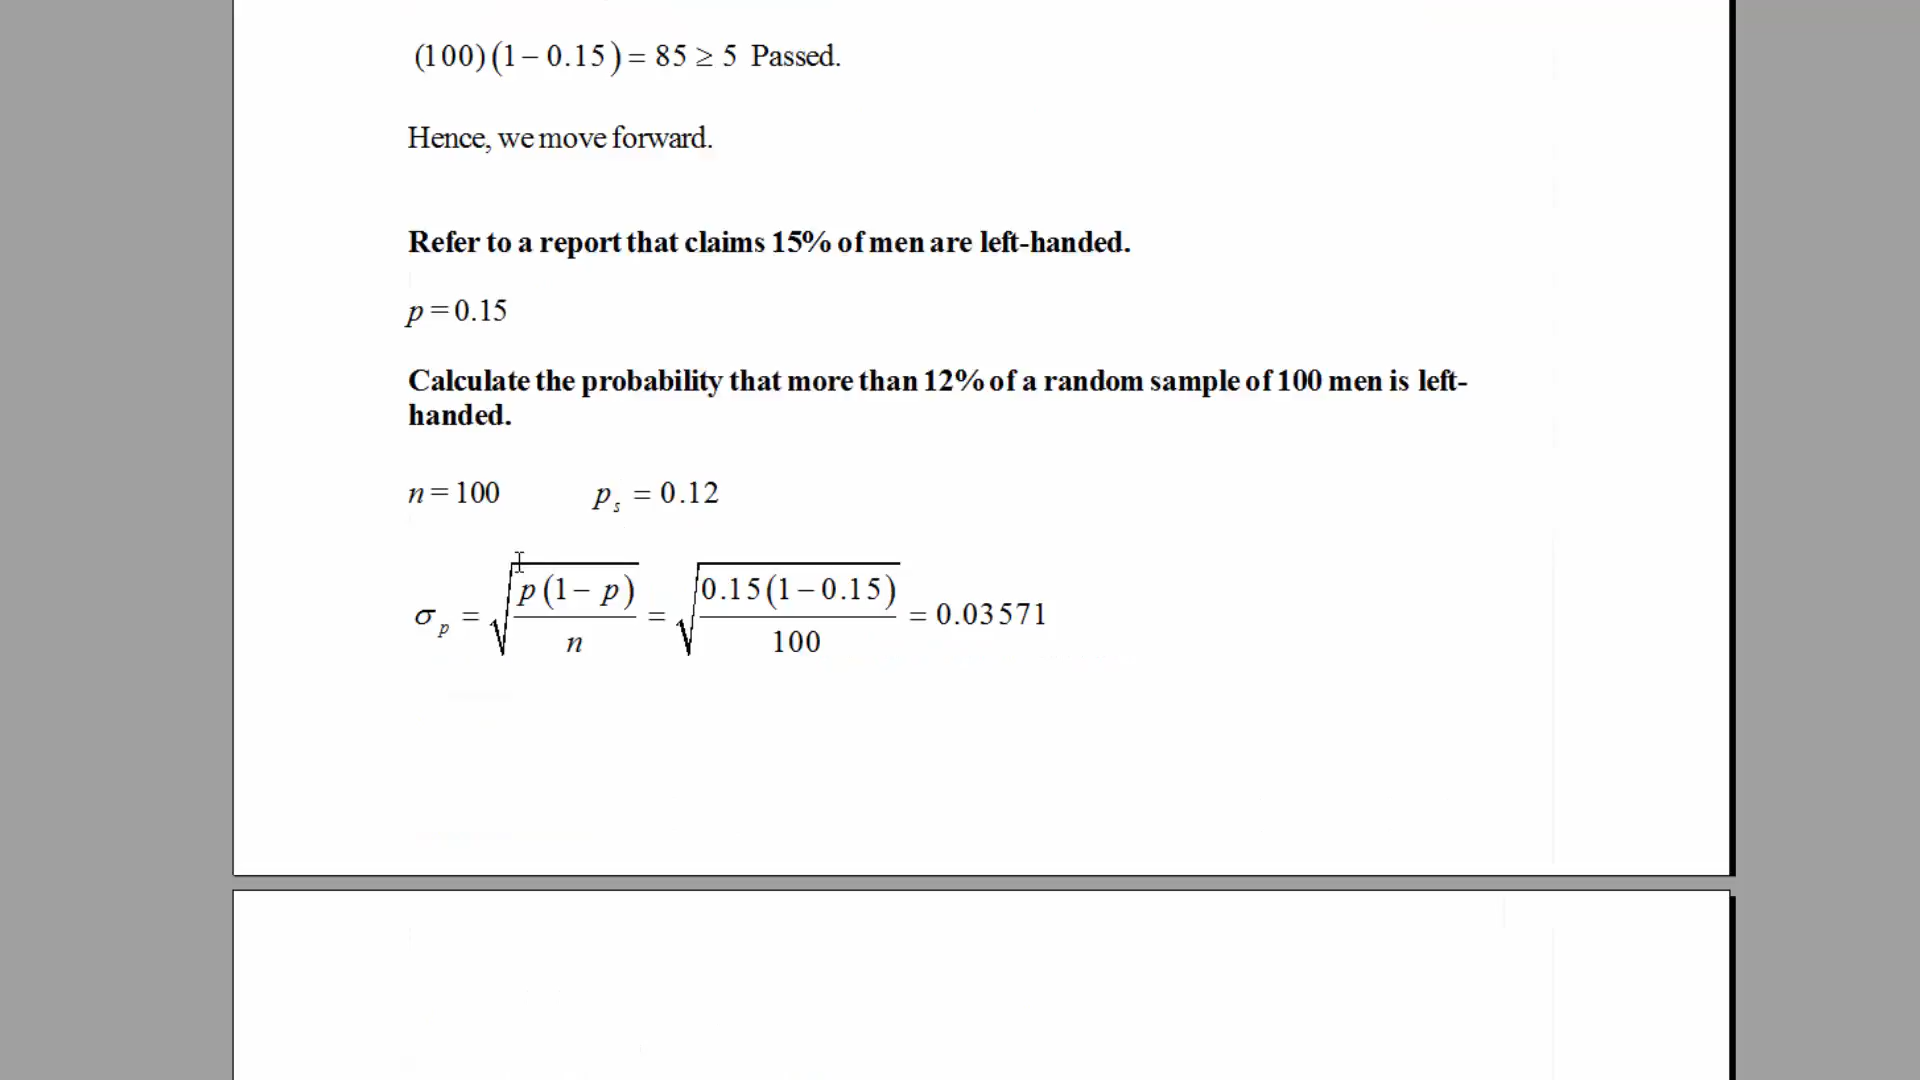 (100)(1 − 0.15) = 85 ≥ 5 Passed.
Hence, we move forward.
Refer to a report that claims 15% of men are left-handed.
p = 0.15
Calculate the probability that more than 12% of a random sample of 100 men is left-
handed.
n = 100 p_s = 0.12
σ_p = √(p(1 − p)/n) = √(0.15(1 − 0.15)/100) = 0.03571